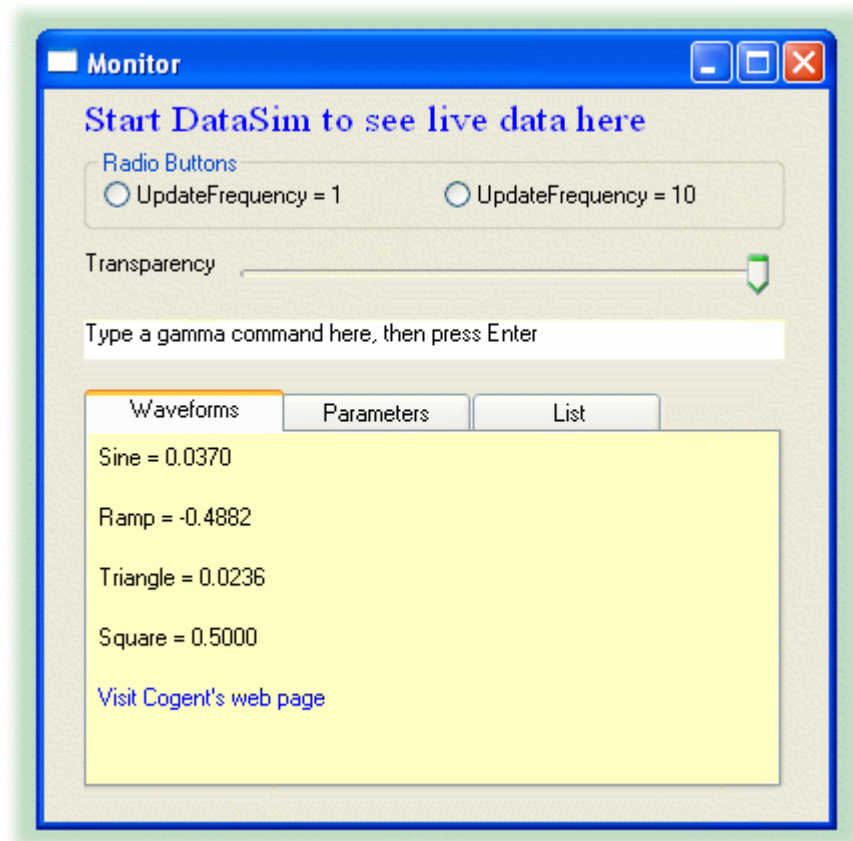 Monitor
Start DataSim to see live data here
Radio Buttons
UpdateFrequency = 1 UpdateFrequency = 10
Transparency
Type a gamma command here, then press Enter
Waveforms Parameters List
Sine = 0.0370
Ramp = -0.4882
Triangle = 0.0236
Square = 0.5000
Visit Cogent's web page